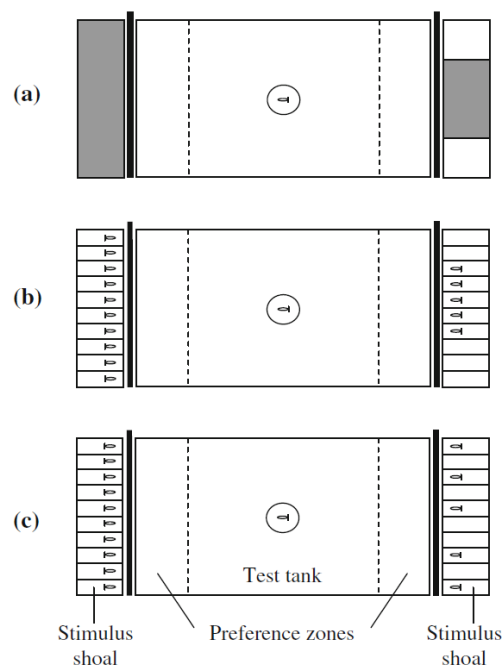 (a)
(b)
(c)
Test tank
Stimulus
shoal
Preference zones
Stimulus
shoal